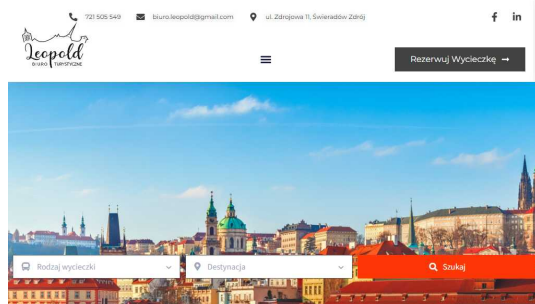 721 505 549 biuro.leopold@gmail.com ul. Zdrojowa 11, Świeradów Zdrój
Leopold
BIURO TURYSTYCZNE
Rezerwuj Wycieczkę →
Rodzaj wycieczki
Destynacja
Szukaj